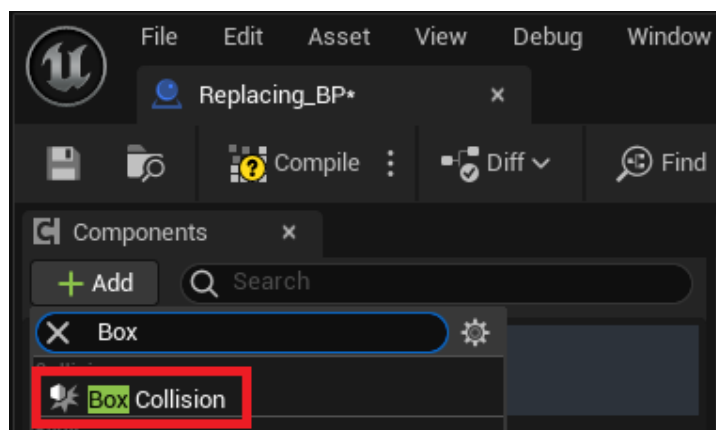 File Edit Asset View Debug Window
Replacing_BP*
Compile Diff Find
Components
+ Add Search
Box
Box Collision